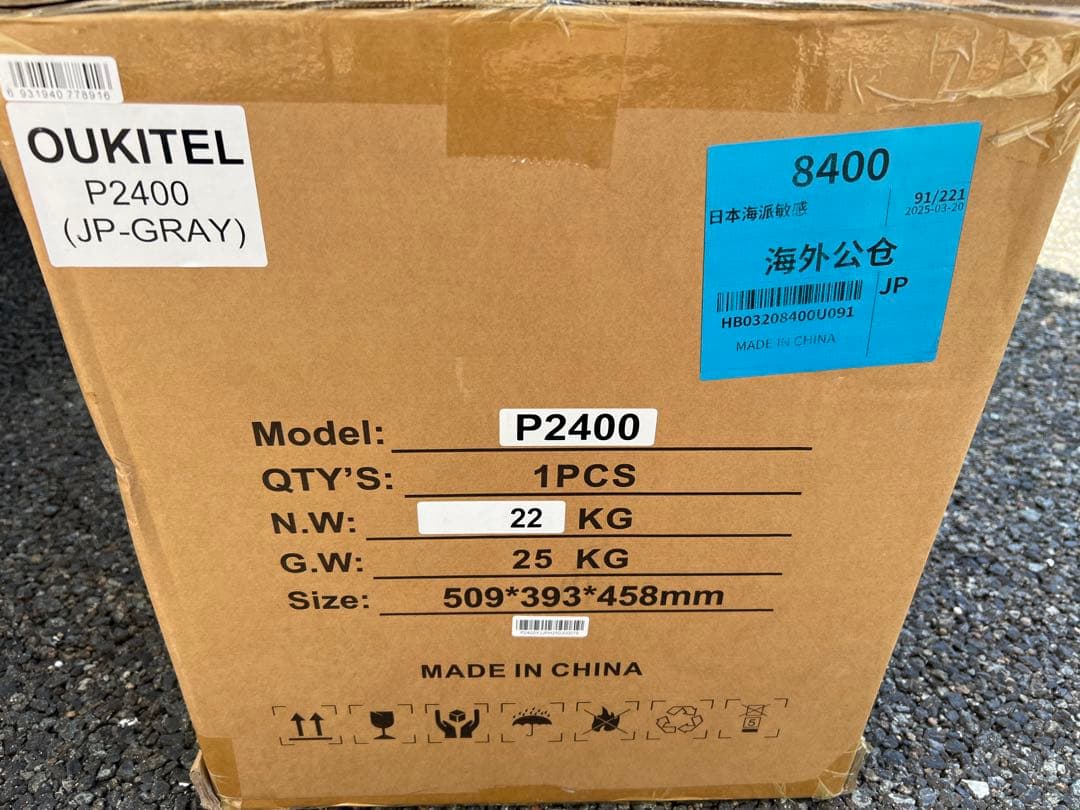 6 931940 778916
OUKITEL
P2400
(JP-GRAY)
8400
日本海派敏感
91/221
2025-03-20
海外公仓
JP
HB03208400U091
MADE IN CHINA
Model: P2400
QTY'S: 1PCS
N.W: 22 KG
G.W: 25 KG
Size: 509*393*458mm
MADE IN CHINA
5